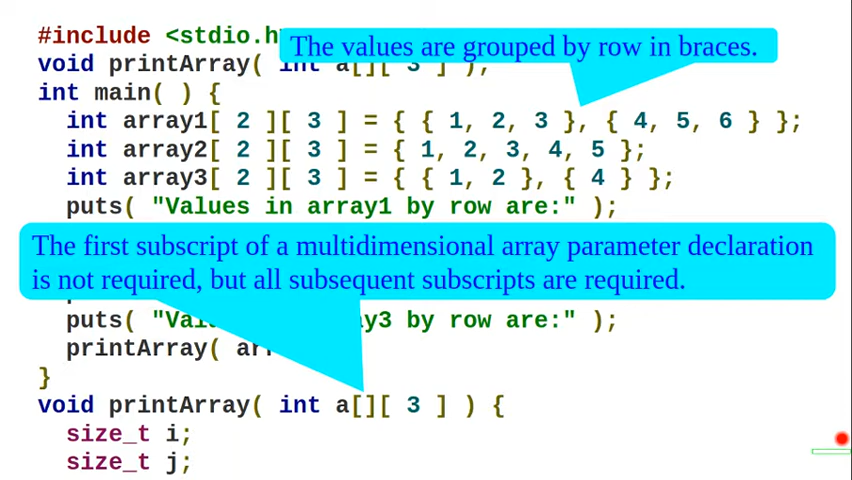 #include <stdio.h
The values are grouped by row in braces.
void printArray( int a[][ 3 ] );
int main( ) {
int array1[ 2 ][ 3 ] = { { 1, 2, 3 }, { 4, 5, 6 } };
int array2[ 2 ][ 3 ] = { 1, 2, 3, 4, 5 };
int array3[ 2 ][ 3 ] = { { 1, 2 }, { 4 } };
puts( "Values in array1 by row are:" );
The first subscript of a multidimensional array parameter declaration
is not required, but all subsequent subscripts are required.
puts( "Val ay3 by row are:" );
printArray( arr
}
void printArray( int a[][ 3 ] ) {
size_t i;
size_t j;